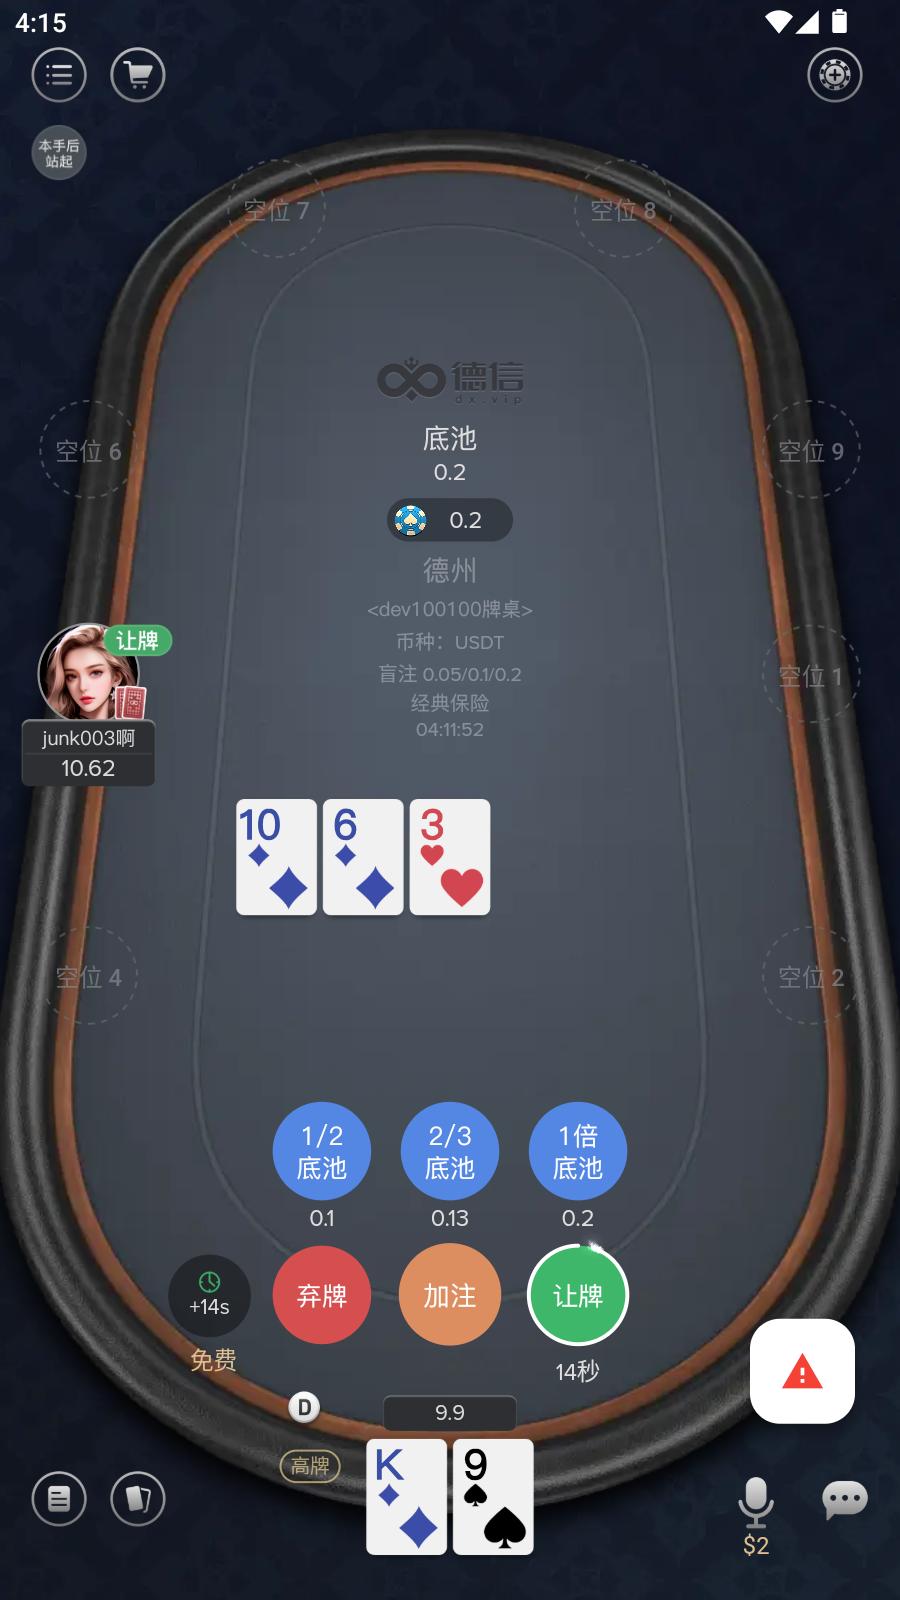 4:15
本手后
站起
空位 7
空位 8
德信
dx.vip
底池
0.2
空位 6
空位 9
0.2
德州
<dev100100牌桌>
币种：USDT
让牌
盲注 0.05/0.1/0.2
空位 1
经典保险
04:11:52
junk003啊
10.62
10
6
3
空位 4
空位 2
1/2
底池
2/3
底池
1倍
底池
0.1
0.13
0.2
+14s
弃牌
加注
让牌
免费
14秒
D
9.9
高牌
K
9
$2